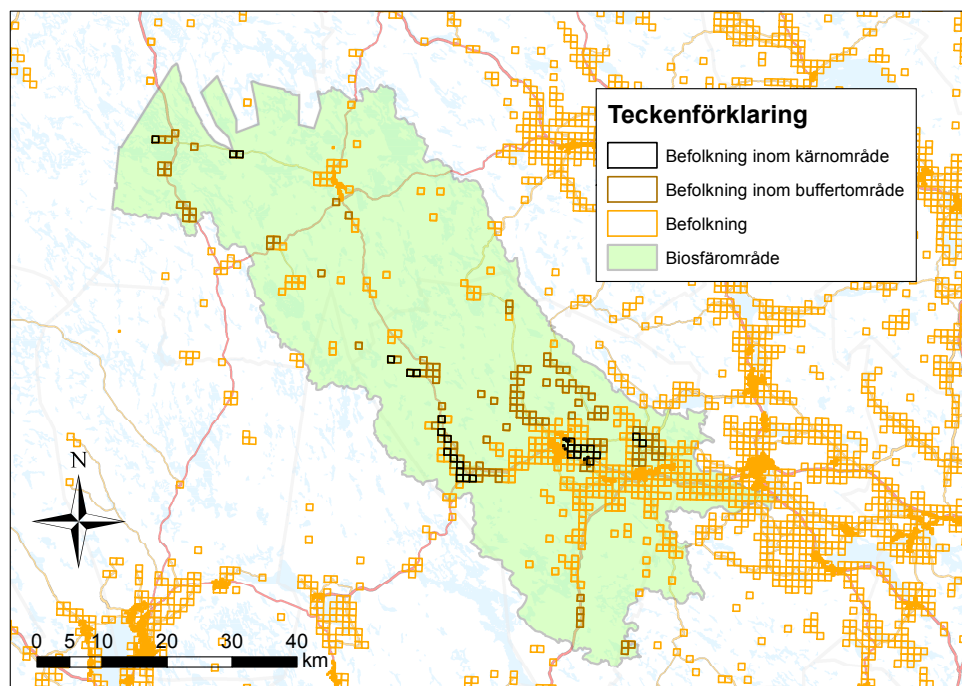 Teckenförklaring
Befolkning inom kärnområde
Befolkning inom buffertområde
Befolkning
Biosfärområde
N
0 5 10 20 30 40
km